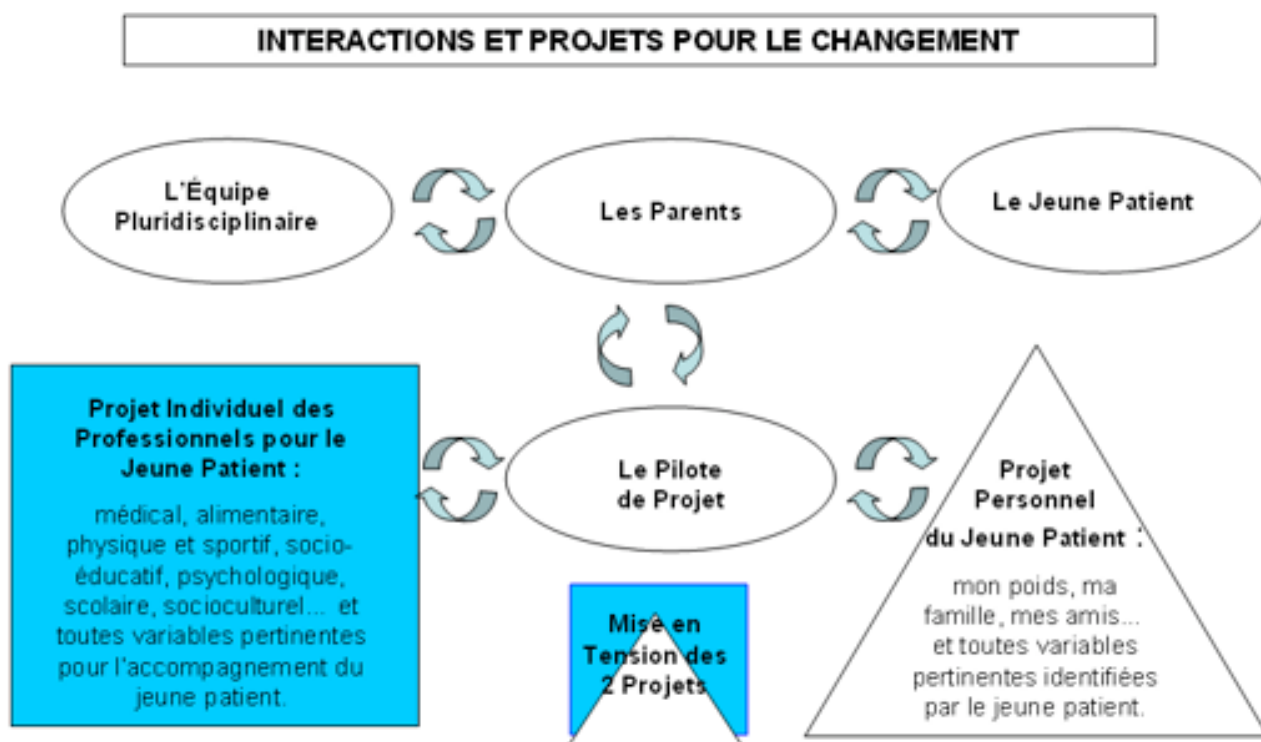 INTERACTIONS ET PROJETS POUR LE CHANGEMENT
L'Équipe
Pluridisciplinaire
Les Parents
Le Jeune Patient
Projet Individuel des
Professionnels pour le
Jeune Patient :
médical, alimentaire,
physique et sportif, socio-
éducatif, psychologique,
scolaire, socioculturel... et
toutes variables pertinentes
pour l'accompagnement du
jeune patient.
Le Pilote
de Projet
Projet
Personnel
du Jeune Patient :
mon poids, ma
famille, mes amis...
et toutes variables
pertinentes identifiées
par le jeune patient.
Mise en
Tension des
2 Projets